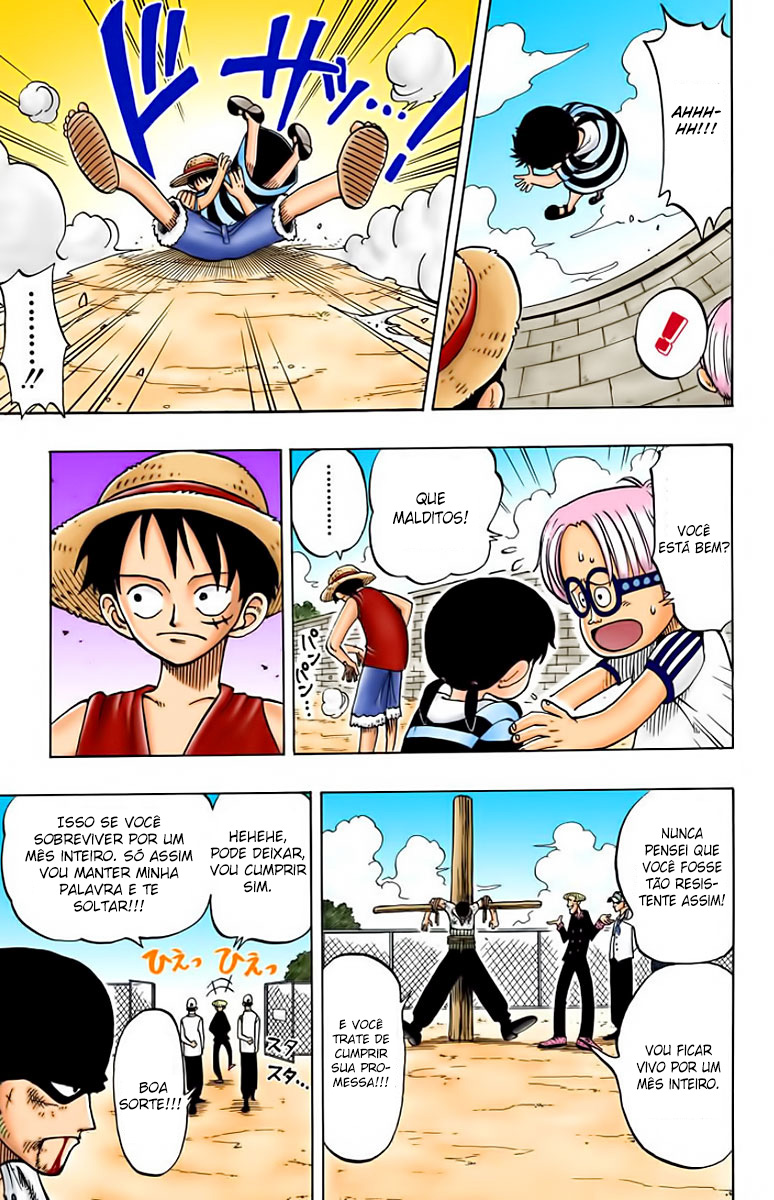 AHHH-
HH!!!
!
ドサッ...!
........!!
VOCÊ
ESTÁ BEM?
QUE
MALDITOS!
.........
パンパン...
NUNCA
PENSEI QUE
VOCÊ FOSSE
TÃO RESIS-
TENTE ASSIM!
VOU FICAR
VIVO POR UM
MÊS INTEIRO.
E VOCÊ
TRATE DE
CUMPRIR
SUA PRO-
MESSA!!!
HEHEHE,
PODE DEIXAR,
VOU CUMPRIR
SIM.
ISSO SE VOCÊ
SOBREVIVER POR UM
MÊS INTEIRO. SÓ ASSIM
VOU MANTER MINHA
PALAVRA E TE
SOLTAR!!!
ひえっ ひえっ
スタ
スタ...
BOA
SORTE!!!